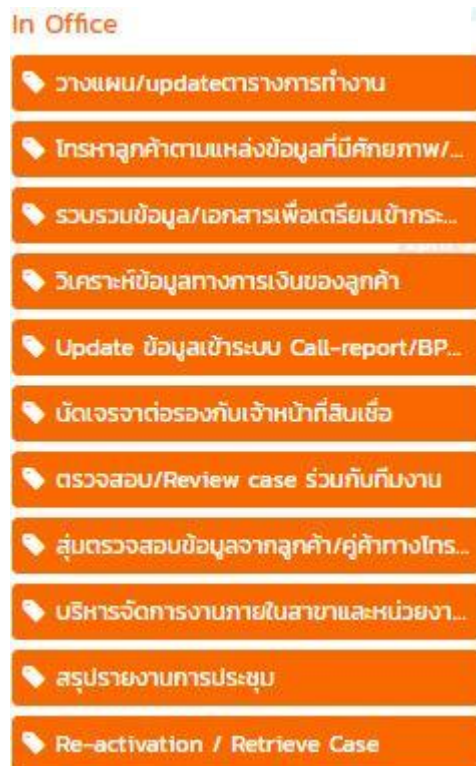 In Office
วางแผน/updateตารางการทำงาน
โทรหาลูกค้าตามแหล่งข้อมูลที่มีศักยภาพ/...
รวบรวมข้อมูล/เอกสารเพื่อเตรียมเข้ากระ...
วิเคราะห์ข้อมูลทางการเงินของลูกค้า
Update ข้อมูลเข้าระบบ Call-report/BP...
นัดเจรจาต่อรองกับเจ้าหน้าที่สินเชื่อ
ตรวจสอบ/Review case ร่วมกับทีมงาน
สุ่มตรวจสอบข้อมูลจากลูกค้า/คู่ค้าทางโทร...
บริหารจัดการงานภายในสาขาและหน่วยงา...
สรุปรายงานการประชุม
Re-activation / Retrieve Case